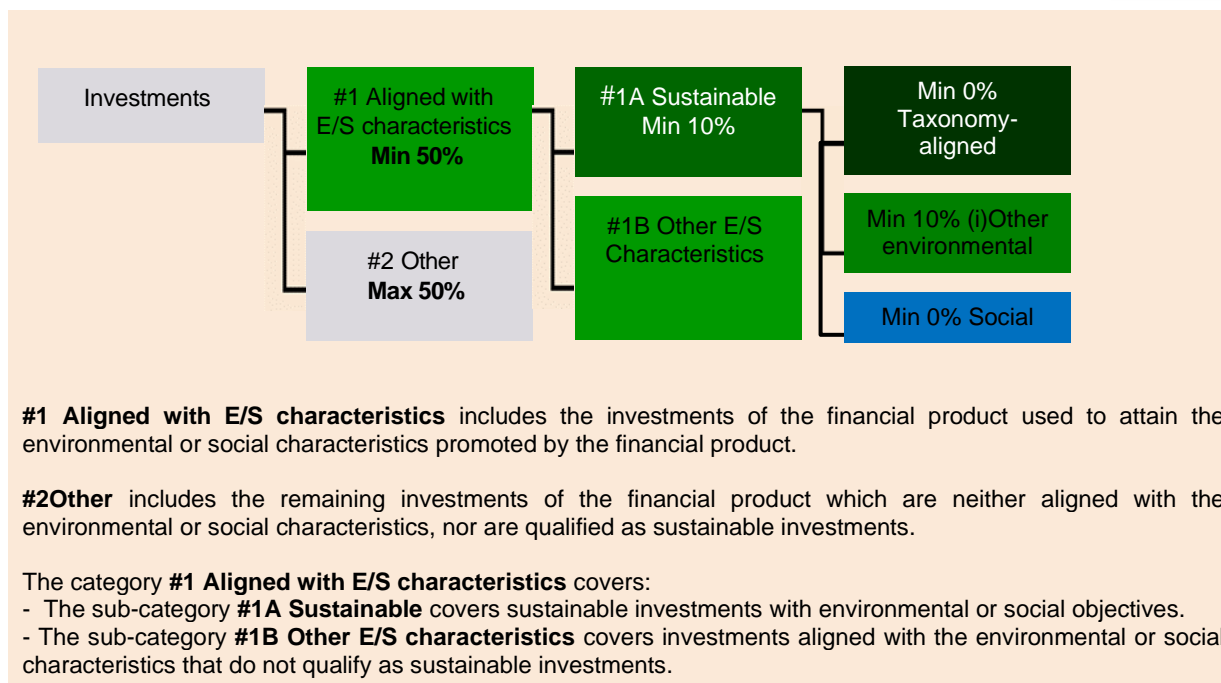 Investments
#1 Aligned with
E/S characteristics
Min 50%
#2 Other
Max 50%
#1A Sustainable
Min 10%
#1B Other E/S
Characteristics
Min 0%
Taxonomy-
aligned
Min 10% (i)Other
environmental
Min 0% Social
#1 Aligned with E/S characteristics includes the investments of the financial product used to attain the
environmental or social characteristics promoted by the financial product.
#2Other includes the remaining investments of the financial product which are neither aligned with the
environmental or social characteristics, nor are qualified as sustainable investments.
The category #1 Aligned with E/S characteristics covers:
- The sub-category #1A Sustainable covers sustainable investments with environmental or social objectives.
- The sub-category #1B Other E/S characteristics covers investments aligned with the environmental or social
characteristics that do not qualify as sustainable investments.